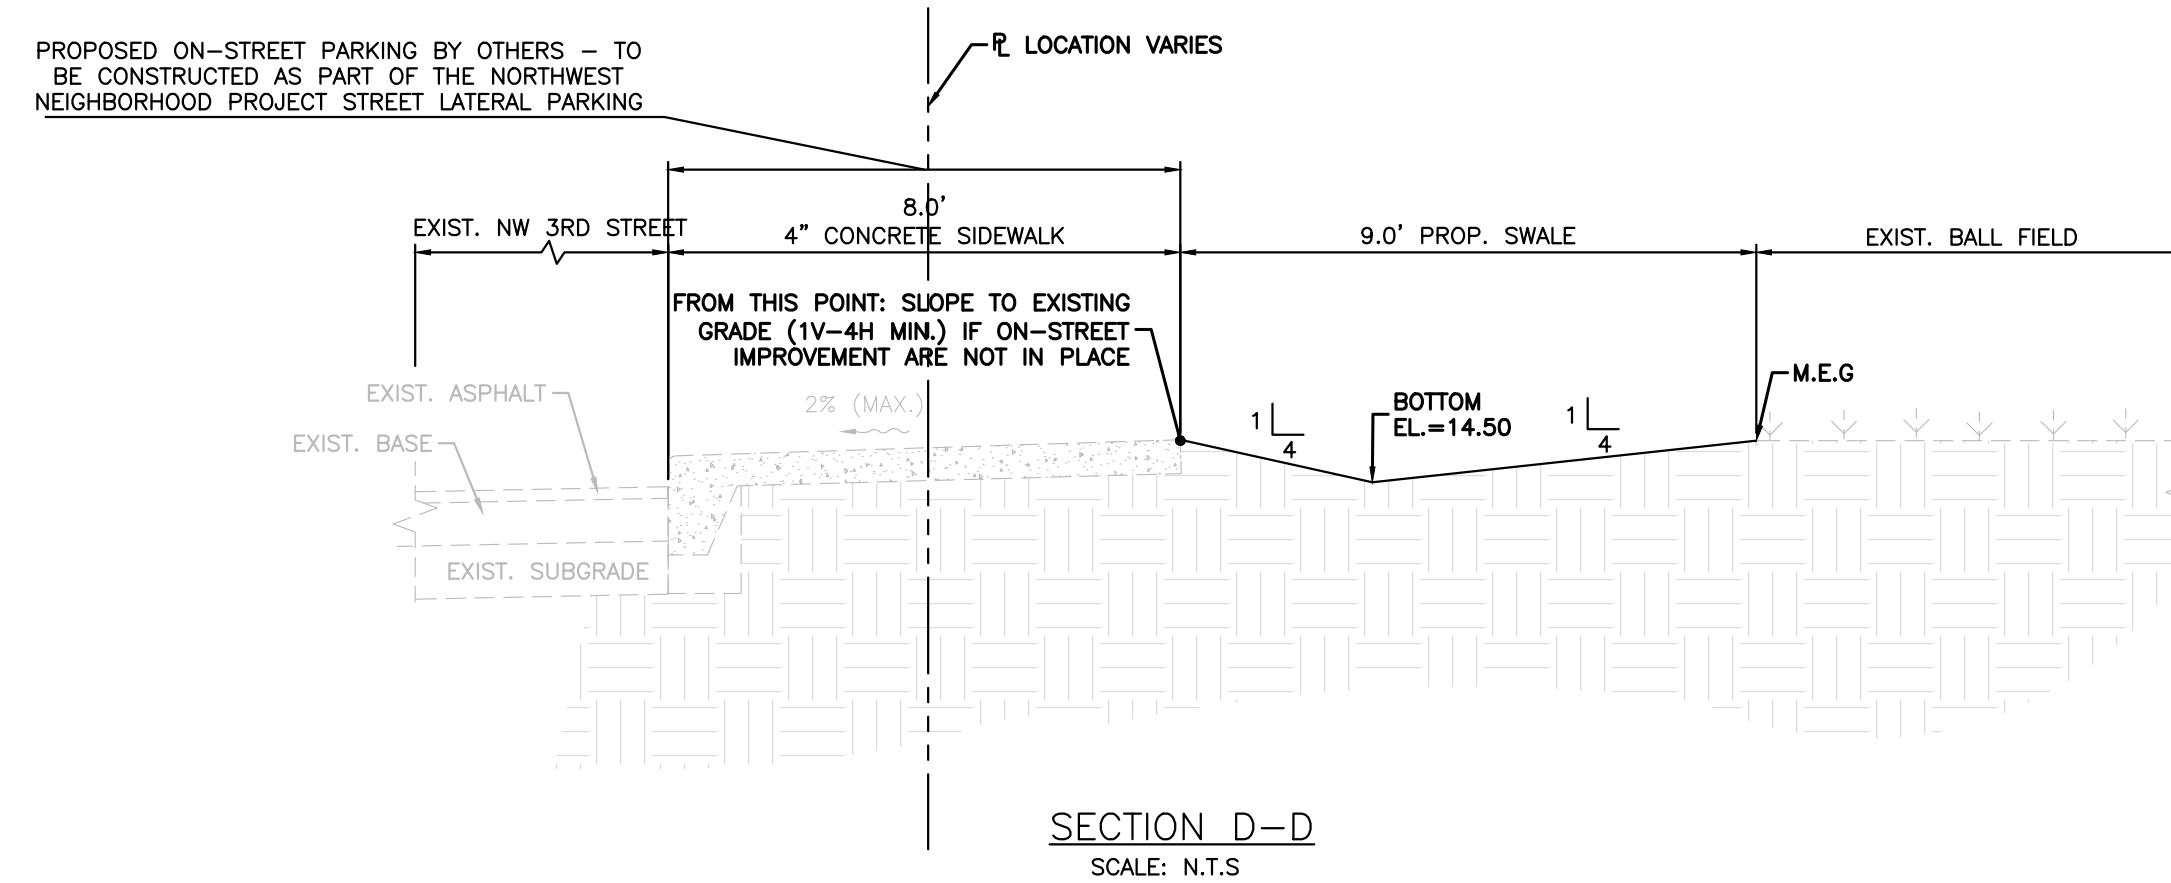 PROPOSED ON-STREET PARKING BY OTHERS - TO
BE CONSTRUCTED AS PART OF THE NORTHWEST
NEIGHBORHOOD PROJECT STREET LATERAL PARKING
℄ LOCATION VARIES
EXIST. NW 3RD STREET
8.0'
4" CONCRETE SIDEWALK
9.0' PROP. SWALE
EXIST. BALL FIELD
FROM THIS POINT: SLOPE TO EXISTING
GRADE (1V-4H MIN.) IF ON-STREET
IMPROVEMENT ARE NOT IN PLACE
M.E.G
EXIST. ASPHALT
2% (MAX.)
1
4
BOTTOM
EL.=14.50
1
4
EXIST. BASE
EXIST. SUBGRADE
SECTION D-D
SCALE: N.T.S